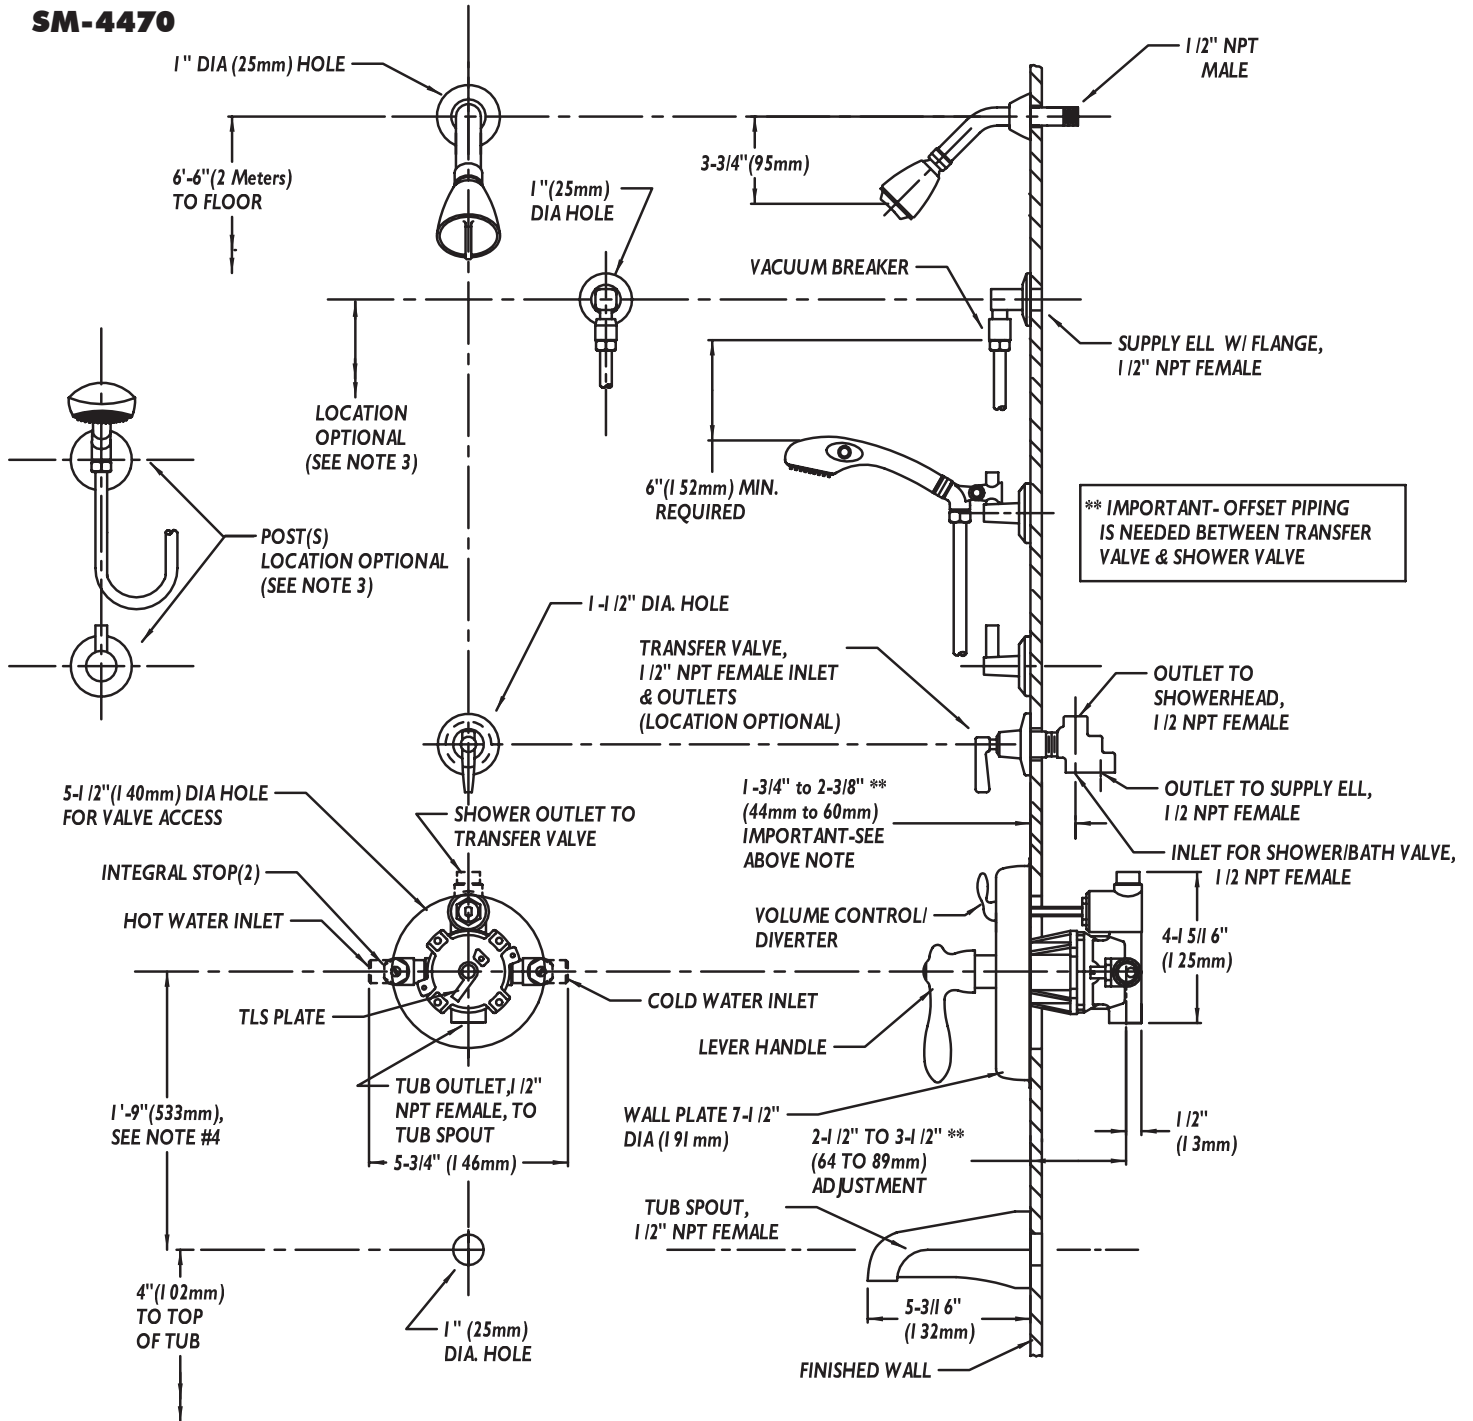 SM-4470
1" DIA (25mm) HOLE
1/2" NPT
MALE
6'-6"(2 Meters)
TO FLOOR
3-3/4"(95mm)
1"(25mm)
DIA HOLE
VACUUM BREAKER
SUPPLY ELL W/ FLANGE,
1/2" NPT FEMALE
LOCATION
OPTIONAL
(SEE NOTE 3)
6"(152mm) MIN.
REQUIRED
** IMPORTANT- OFFSET PIPING
IS NEEDED BETWEEN TRANSFER
VALVE & SHOWER VALVE
POST(S)
LOCATION OPTIONAL
(SEE NOTE 3)
1-1/2" DIA. HOLE
TRANSFER VALVE,
1/2" NPT FEMALE INLET
& OUTLETS
(LOCATION OPTIONAL)
OUTLET TO
SHOWERHEAD,
1/2 NPT FEMALE
5-1/2"(140mm) DIA HOLE
FOR VALVE ACCESS
SHOWER OUTLET TO
TRANSFER VALVE
1-3/4" to 2-3/8" **
(44mm to 60mm)
IMPORTANT-SEE
ABOVE NOTE
OUTLET TO SUPPLY ELL,
1/2 NPT FEMALE
INLET FOR SHOWER/BATH VALVE,
1/2 NPT FEMALE
INTEGRAL STOP(2)
HOT WATER INLET
VOLUME CONTROL/
DIVERTER
4-15/16"
(125mm)
TLS PLATE
COLD WATER INLET
LEVER HANDLE
1'-9"(533mm),
SEE NOTE #4
TUB OUTLET,1/2"
NPT FEMALE, TO
TUB SPOUT
5-3/4" (146mm)
WALL PLATE 7-1/2"
DIA (191mm)
2-1/2" TO 3-1/2" **
(64 TO 89mm)
ADJUSTMENT
1/2"
(13mm)
TUB SPOUT,
1/2" NPT FEMALE
4"(102mm)
TO TOP
OF TUB
1" (25mm)
DIA. HOLE
5-3/16"
(132mm)
FINISHED WALL